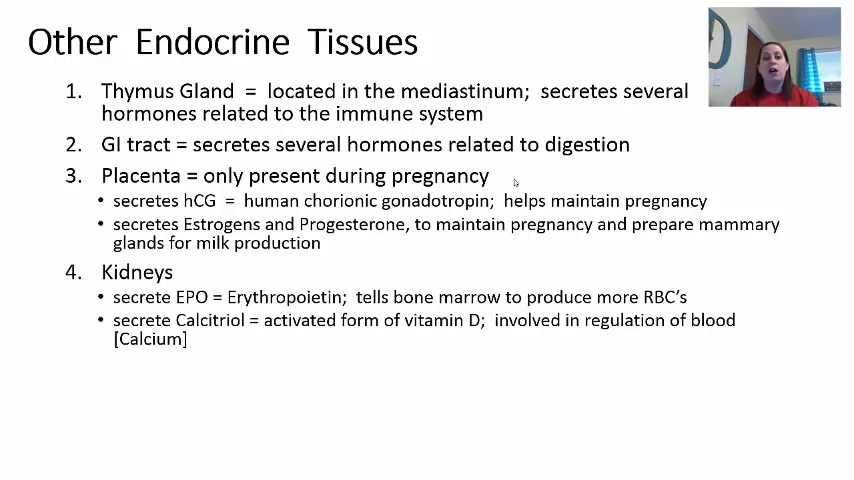 Other Endocrine Tissues
1. Thymus Gland = located in the mediastinum; secretes several
hormones related to the immune system
2. GI tract = secretes several hormones related to digestion
3. Placenta = only present during pregnancy
• secretes hCG = human chorionic gonadotropin; helps maintain pregnancy
• secretes Estrogens and Progesterone, to maintain pregnancy and prepare mammary
glands for milk production
4. Kidneys
• secrete EPO = Erythropoietin; tells bone marrow to produce more RBC's
• secrete Calcitriol = activated form of vitamin D; involved in regulation of blood
[Calcium]